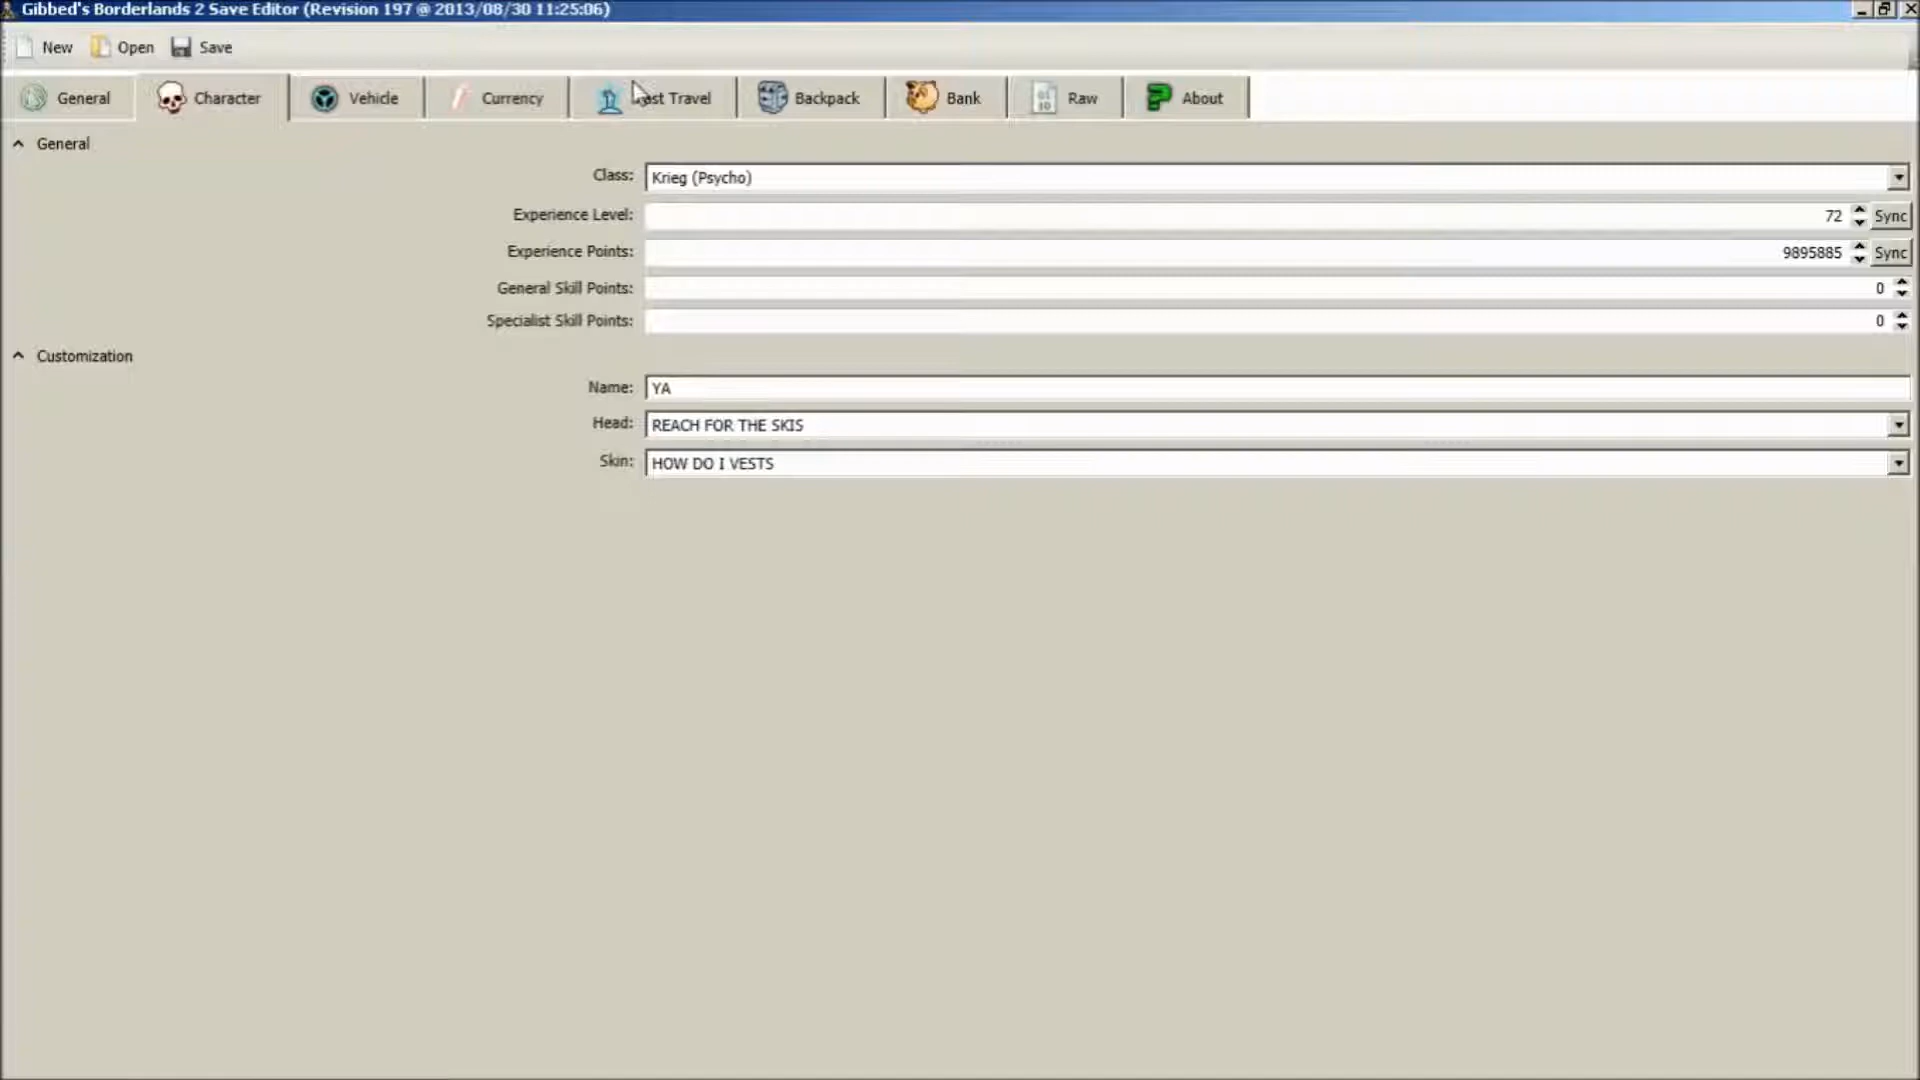 Gibbed's Borderlands 2 Save Editor (Revision 197 @ 2013/08/30 11:25:06)
New Open Save
General Character Vehicle Currency Travel Backpack Bank Raw About
General
Class: Krieg (Psycho)
Experience Level: 72 Sync
Experience Points: 9895885 Sync
General Skill Points: 0
Specialist Skill Points: 0
Customization
Name: YA
Head: REACH FOR THE SKIS
Skin: HOW DO I VESTS